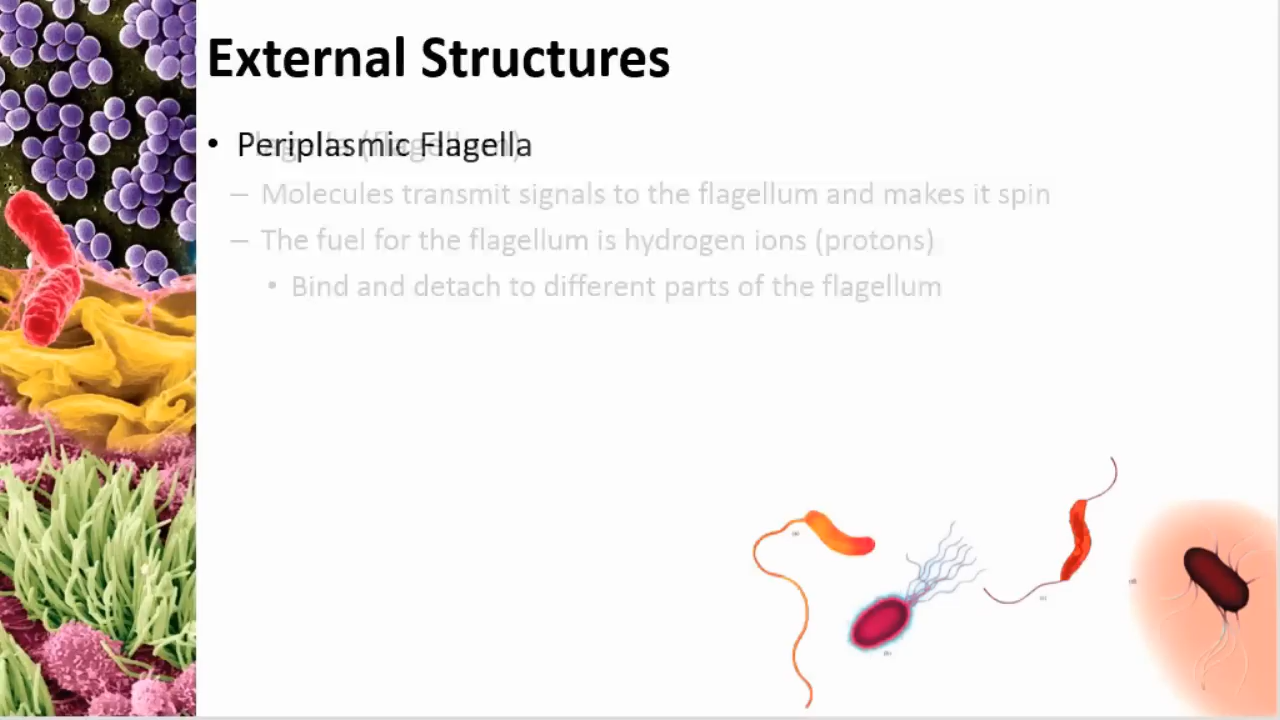 External Structures
• Periplasmic Flagella
– Molecules transmit signals to the flagellum and makes it spin
– The fuel for the flagellum is hydrogen ions (protons)
• Bind and detach to different parts of the flagellum